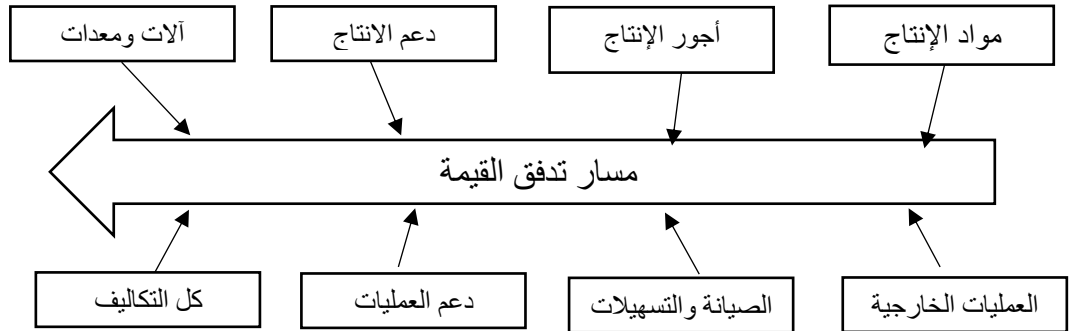 مواد الإنتاج
أجور الإنتاج
دعم الانتاج
آلات ومعدات
مسار تدفق القيمة
العمليات الخارجية
الصيانة والتسهيلات
دعم العمليات
كل التكاليف